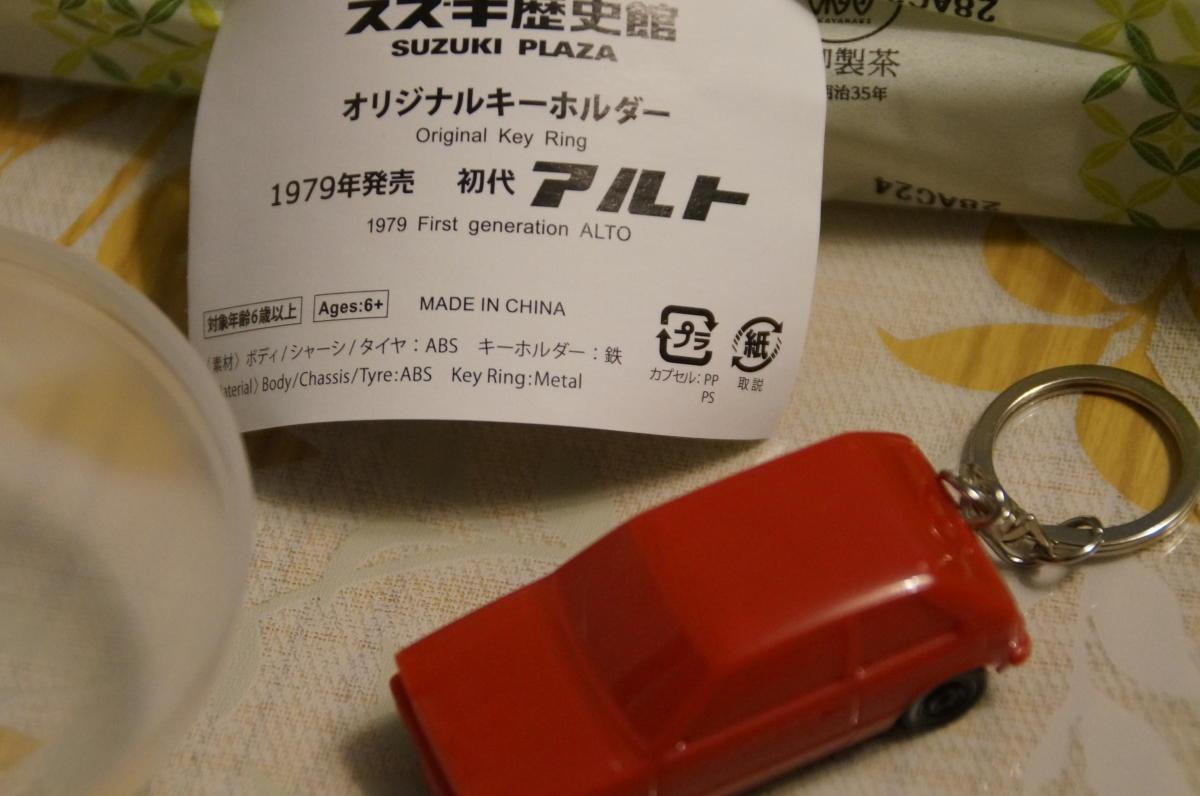 スズキ歴史館
SUZUKI PLAZA
オリジナルキーホルダー
Original Key Ring
1979年発売 初代 アルト
1979 First generation ALTO
対象年齢6歳以上 Ages:6+ MADE IN CHINA
〈素材〉ボディ/シャーシ/タイヤ:ABS キーホルダー:鉄
Body/Chassis/Tyre:ABS Key Ring:Metal
プラ
カプセル:PP
PS
紙
取説
28AC
製茶
治35年
28AC24